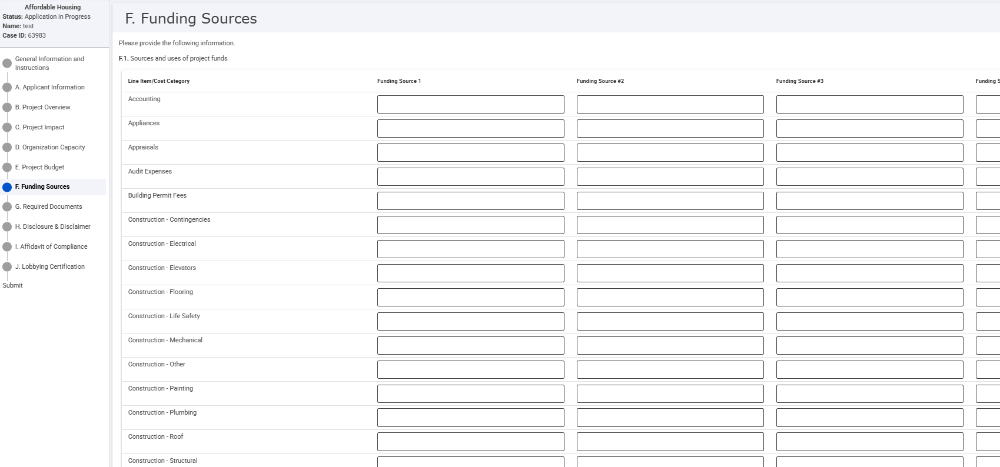 Affordable Housing
Status: Application in Progress
Name: test
Case ID: 63983
General Information and
Instructions
A. Applicant Information
B. Project Overview
C. Project Impact
D. Organization Capacity
E. Project Budget
F. Funding Sources
G. Required Documents
H. Disclosure & Disclaimer
I. Affidavit of Compliance
J. Lobbying Certification
Submit
F. Funding Sources
Please provide the following information.
F.1. Sources and uses of project funds
Line Item/Cost Category Funding Source 1 Funding Source #2 Funding Source #3 Funding S
Accounting
Appliances
Appraisals
Audit Expenses
Building Permit Fees
Construction - Contingencies
Construction - Electrical
Construction - Elevators
Construction - Flooring
Construction - Life Safety
Construction - Mechanical
Construction - Other
Construction - Painting
Construction - Plumbing
Construction - Roof
Construction - Structural